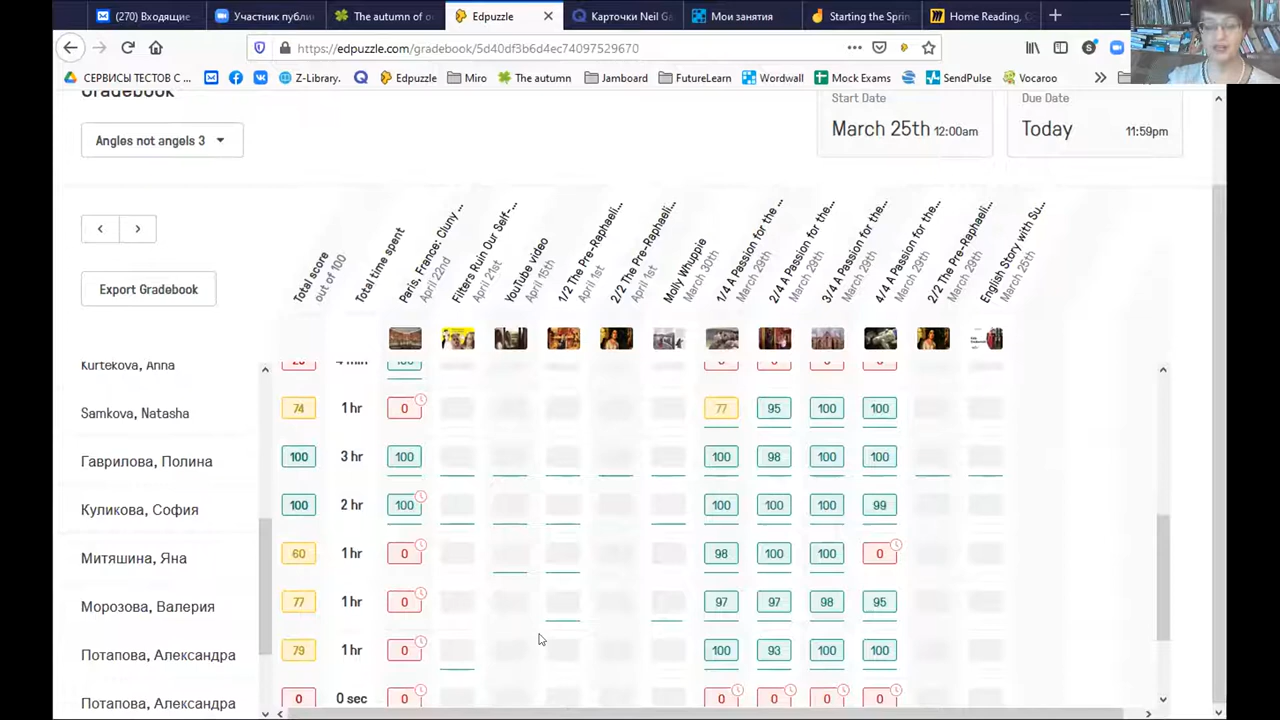 (270) Входящие
Участник публи
The autumn of o
Edpuzzle
Карточки Neil G
Мои занятия
Starting the Sprin
Home Reading, C
https://edpuzzle.com/gradebook/5d40df3b6d4ec74097529670
СЕРВИСЫ ТЕСТОВ С ...
Z-Library.
Edpuzzle
Miro
The autumn
Jamboard
FutureLearn
Wordwall
Mock Exams
SendPulse
Vocaroo
Gradebook
Angles not angels 3
Start Date
March 25th 12:00am
Due Date
Today 11:59pm
Export Gradebook
Total score
out of 100
Total time spent
Paris, France: Cluny ...
April 22nd
Filters Ruin Our Self-...
April 21st
YouTube video
April 15th
1/2 The Pre-Raphaeli...
April 1st
2/2 The Pre-Raphaeli...
April 1st
Molly Whuppie
March 30th
1/4 A Passion for the ...
March 29th
2/4 A Passion for the...
March 29th
3/4 A Passion for the...
March 29th
4/4 A Passion for the...
March 29th
2/2 The Pre-Raphaeli...
March 29th
English Story with Su...
March 25th
Kurtekova, Anna 4 min 100 0 0 0 0
Samkova, Natasha 74 1 hr 0 77 95 100 100
Гаврилова, Полина 100 3 hr 100 100 98 100 100
Куликова, София 100 2 hr 100 100 100 100 99
Митяшина, Яна 60 1 hr 0 98 100 100 0
Морозова, Валерия 77 1 hr 0 97 97 98 95
Потапова, Александра 79 1 hr 0 100 93 100 100
Потапова, Александра 0 0 sec 0 0 0 0 0